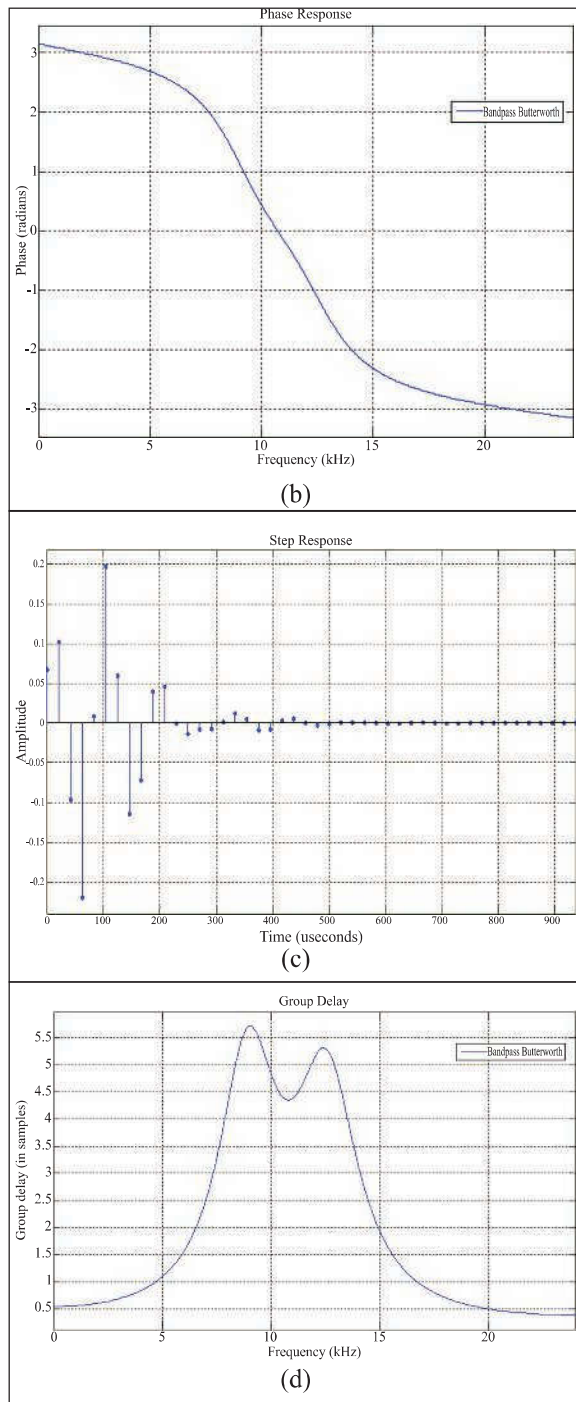 Phase Response
3
2
1
0
-1
-2
-3
Phase (radians)
Bandpass Butterworth
0 5 10 15 20
Frequency (kHz)
(b)
Step Response
0.2
0.15
0.1
0.05
0
-0.05
-0.1
-0.15
-0.2
Amplitude
0 100 200 300 400 500 600 700 800 900
Time (useconds)
(c)
Group Delay
5.5
5
4.5
4
3.5
3
2.5
2
1.5
1
0.5
Group delay (in samples)
Bandpass Butterworth
0 5 10 15 20
Frequency (kHz)
(d)